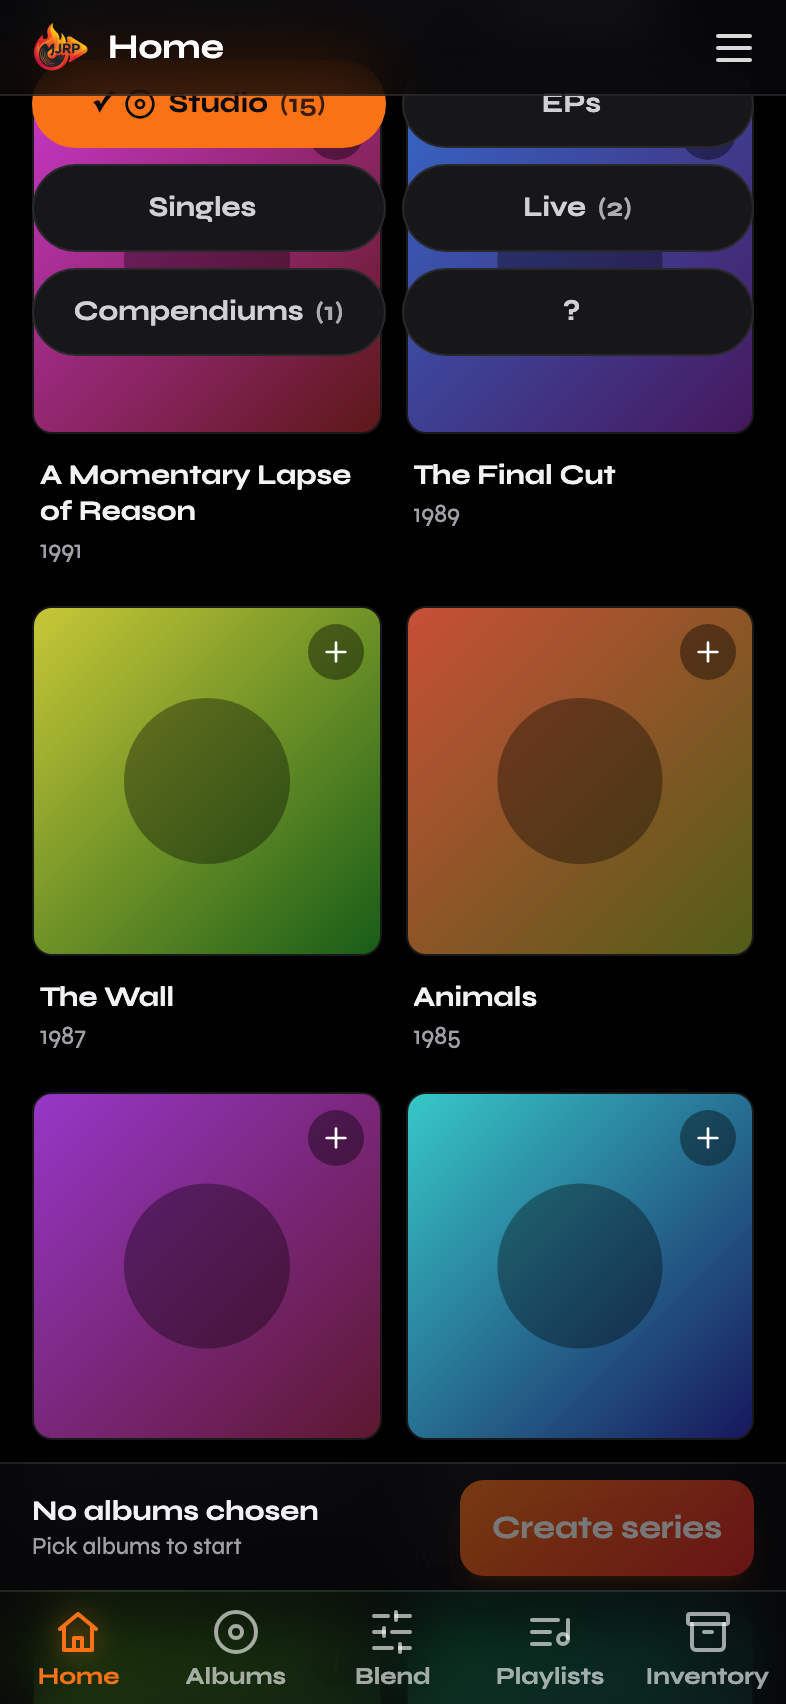 JRP
Home
✓ Studio (15)
EPs
Singles
Live (2)
Compendiums (1)
?
A Momentary Lapse
of Reason
1991
The Final Cut
1989
The Wall
1987
Animals
1985
No albums chosen
Pick albums to start
Create series
Home
Albums
Blend
Playlists
Inventory